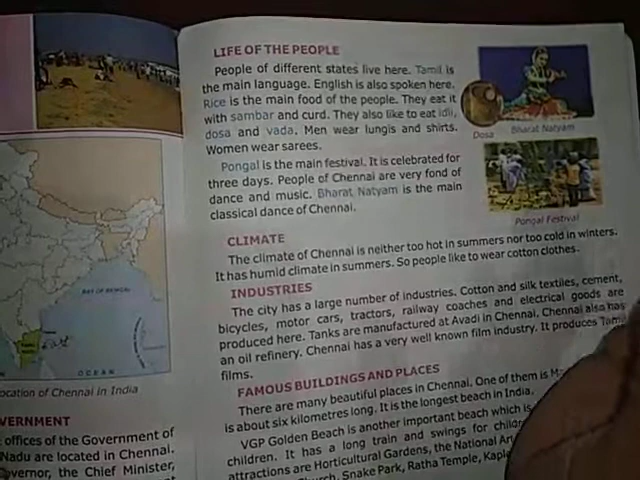 LIFE OF THE PEOPLE
People of different states live here. Tamil is
the main language. English is also spoken here.
Rice is the main food of the people. They eat it
with sambar and curd. They also like to eat idli,
dosa and vada. Men wear lungis and shirts.
Women wear sarees.
Pongal is the main festival. It is celebrated for
three days. People of Chennai are very fond of
dance and music. Bharat Natyam is the main
classical dance of Chennai.
Dosa
Bharat Natyam
Pongal Festival
CLIMATE
The climate of Chennai is neither too hot in summers nor too cold in winters.
It has humid climate in summers. So people like to wear cotton clothes.
INDUSTRIES
The city has a large number of industries. Cotton and silk textiles, cement,
bicycles, motor cars, tractors, railway coaches and electrical goods are
produced here. Tanks are manufactured at Avadi in Chennai. Chennai also has
an oil refinery. Chennai has a very well known film industry. It produces Tamil
films.
FAMOUS BUILDINGS AND PLACES
There are many beautiful places in Chennai. One of them is M
is about six kilometres long. It is the longest beach in India.
VGP Golden Beach is another important beach which is
children. It has a long train and swings for childr
attractions are Horticultural Gardens, the National Art
Church, Snake Park, Ratha Temple, Kaple
BAY OF BENGAL
OCEAN
ocation of Chennai in India
VERNMENT
offices of the Government of
Nadu are located in Chennai.
overnor, the Chief Minister,